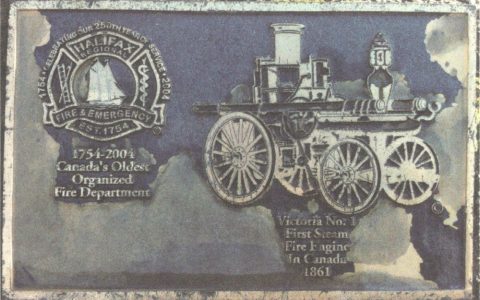 CELEBRATING OUR 250TH YEAR OF SERVICE
1754
2004
HALIFAX
REGIONAL
FIRE & EMERGENCY
EST. 1754
1754-2004
Canada's Oldest
Organized
Fire Department
Victoria No. 1
First Steam
Fire Engine
In Canada
1861
©
©